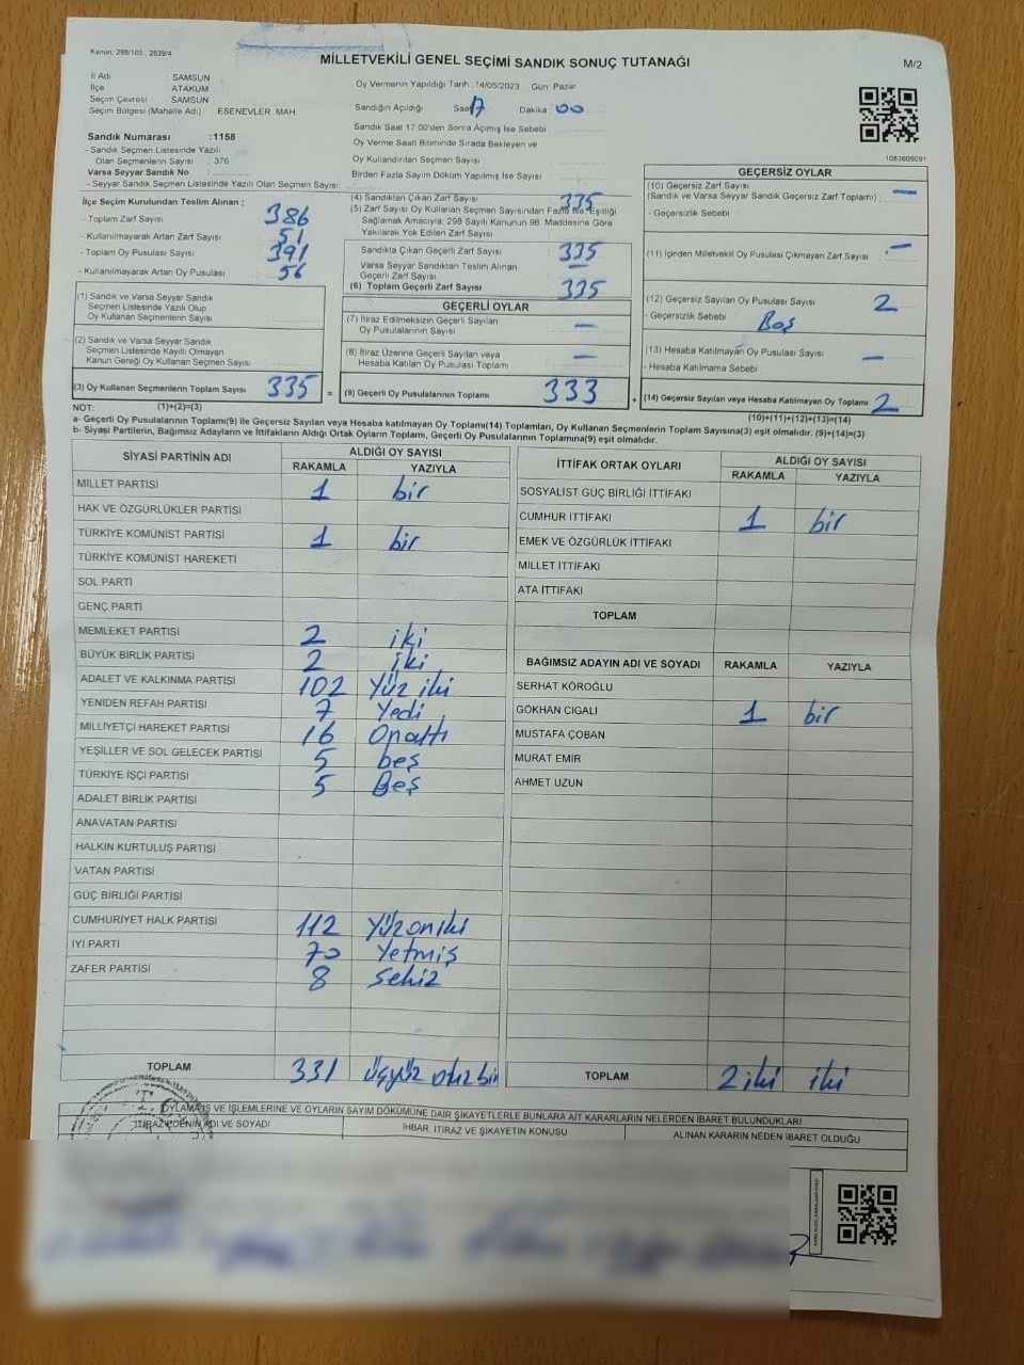 Kanun: 298/105 , 2839/4
MİLLETVEKİLİ GENEL SEÇİMİ SANDIK SONUÇ TUTANAĞI
M/2
İl Adı SAMSUN
İlçe ATAKUM
Seçim Çevresi SAMSUN
Seçim Bölgesi (Mahalle Adı) : ESENEVLER MAH.
Sandık Numarası :1158
- Sandık Seçmen Listesinde Yazılı
Olan Seçmenlerin Sayısı : 376
Varsa Seyyar Sandık No
- Seyyar Sandık Seçmen Listesinde Yazılı Olan Seçmen Sayısı:
Oy Vermenin Yapıldığı Tarih : 14/05/2023 Gün: Pazar
Sandığın Açıldığı Saat 17 Dakika 00
Sandık Saat 17:00'den Sonra Açılmış İse Sebebi
Oy Verme Saati Bitiminde Sırada Bekleyen ve
Oy Kullandırılan Seçmen Sayısı
Birden Fazla Sayım Döküm Yapılmış İse Sayısı
1083609091
İlçe Seçim Kurulundan Teslim Alınan :
- Toplam Zarf Sayısı 386
- Kullanılmayarak Artan Zarf Sayısı 51
- Toplam Oy Pusulası Sayısı 391
- Kullanılmayarak Artan Oy Pusulası 56
(1) Sandık ve Varsa Seyyar Sandık
Seçmen Listesinde Yazılı Olup
Oy Kullanan Seçmenlerin Sayısı
(2) Sandık ve Varsa Seyyar Sandık
Seçmen Listesinde Kayıtlı Olmayan
Kanun Gereği Oy Kullanan Seçmen Sayısı
(3) Oy Kullanan Seçmenlerin Toplam Sayısı 335 =
(1)+(2)=(3)
(4) Sandıktan Çıkan Zarf Sayısı 335
(5) Zarf Sayısı Oy Kullanan Seçmen Sayısından Fazla ise, Eşitliği
Sağlamak Amacıyla, 298 Sayılı Kanunun 98. Maddesine Göre
Yakılarak Yok Edilen Zarf Sayısı
Sandıkta Çıkan Geçerli Zarf Sayısı 335
Varsa Seyyar Sandıktan Teslim Alınan
Geçerli Zarf Sayısı —
(6) Toplam Geçerli Zarf Sayısı 335
GEÇERLİ OYLAR
(7) İtiraz Edilmeksizin Geçerli Sayılan
Oy Pusulalarının Sayısı —
(8) İtiraz Üzerine Geçerli Sayılan veya
Hesaba Katılan Oy Pusulaları Toplamı —
(9) Geçerli Oy Pusulalarının Toplamı 333 +
GEÇERSİZ OYLAR
(10) Geçersiz Zarf Sayısı
(Sandık ve Varsa Seyyar Sandık Geçersiz Zarf Toplamı) —
- Geçersizlik Sebebi
(11) İçinden Milletvekili Oy Pusulası Çıkmayan Zarf Sayısı —
(12) Geçersiz Sayılan Oy Pusulası Sayısı 2
- Geçersizlik Sebebi Boş
(13) Hesaba Katılmayan Oy Pusulası Sayısı —
- Hesaba Katılmama Sebebi
(14) Geçersiz Sayılan veya Hesaba Katılmayan Oy Toplamı 2
(10)+(11)+(12)+(13)=(14)
NOT:
a- Geçerli Oy Pusulalarının Toplamı(9) ile Geçersiz Sayılan veya Hesaba katılmayan Oy Toplamı(14) Toplamları, Oy Kullanan Seçmenlerin Toplam Sayısına(3) eşit olmalıdır. (9)+(14)=(3)
b- Siyasi Partilerin, Bağımsız Adayların ve İttifakların Aldığı Ortak Oyların Toplamı, Geçerli Oy Pusulalarının Toplamına(9) eşit olmalıdır.
SİYASİ PARTİNİN ADI ALDIĞI OY SAYISI
RAKAMLA YAZIYLA
MİLLET PARTİSİ 1 bir
HAK VE ÖZGÜRLÜKLER PARTİSİ
TÜRKİYE KOMÜNİST PARTİSİ 1 bir
TÜRKİYE KOMÜNİST HAREKETİ
SOL PARTİ
GENÇ PARTİ
MEMLEKET PARTİSİ 2 iki
BÜYÜK BİRLİK PARTİSİ 2 iki
ADALET VE KALKINMA PARTİSİ 102 Yüz iki
YENİDEN REFAH PARTİSİ 7 Yedi
MİLLİYETÇİ HAREKET PARTİSİ 16 Onaltı
YEŞİLLER VE SOL GELECEK PARTİSİ 5 beş
TÜRKİYE İŞÇİ PARTİSİ 5 Beş
ADALET BİRLİK PARTİSİ
ANAVATAN PARTİSİ
HALKIN KURTULUŞ PARTİSİ
VATAN PARTİSİ
GÜÇ BİRLİĞİ PARTİSİ
CUMHURİYET HALK PARTİSİ 112 Yüzoniki
İYİ PARTİ 70 Yetmiş
ZAFER PARTİSİ 8 Sekiz
TOPLAM 331 Üçyüz otuz bir
İTTİFAK ORTAK OYLARI ALDIĞI OY SAYISI
RAKAMLA YAZIYLA
SOSYALİST GÜÇ BİRLİĞİ İTTİFAKI
CUMHUR İTTİFAKI 1 bir
EMEK VE ÖZGÜRLÜK İTTİFAKI
MİLLET İTTİFAKI
ATA İTTİFAKI
TOPLAM
BAĞIMSIZ ADAYIN ADI VE SOYADI RAKAMLA YAZIYLA
SERHAT KÖROĞLU
GÖKHAN CIGALI 1 bir
MUSTAFA ÇOBAN
MURAT EMİR
AHMET UZUN
TOPLAM 2 iki iki
OYLAMA İŞ VE İŞLEMLERİNE VE OYLARIN SAYIM DÖKÜMÜNE DAİR ŞİKAYETLERLE BUNLARA AİT KARARLARIN NELERDEN İBARET BULUNDUKLARI
İTİRAZ EDENİN ADI VE SOYADI İHBAR, İTİRAZ VE ŞİKAYETİN KONUSU ALINAN KARARIN NEDEN İBARET OLDUĞU